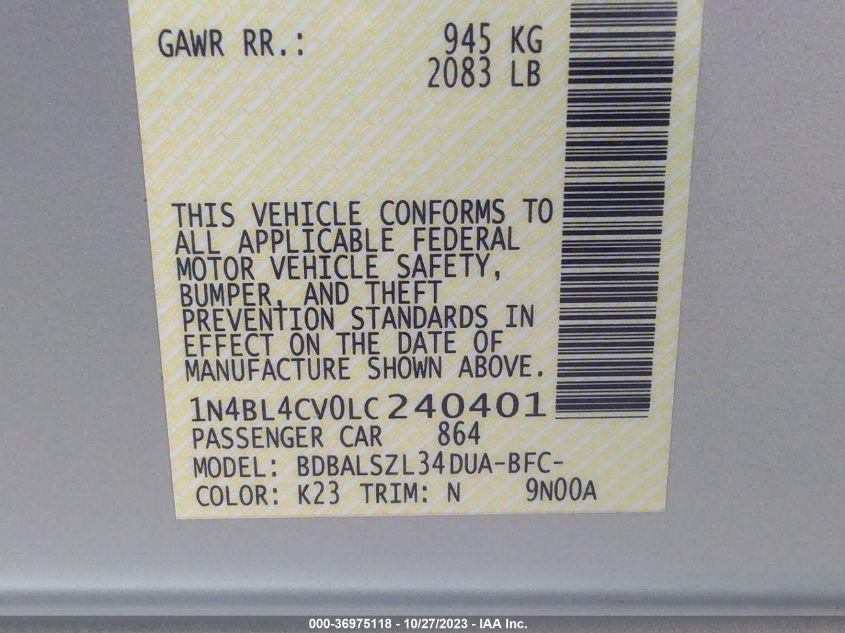 GAWR RR.: 945 KG
2083 LB
THIS VEHICLE CONFORMS TO
ALL APPLICABLE FEDERAL
MOTOR VEHICLE SAFETY,
BUMPER, AND THEFT
PREVENTION STANDARDS IN
EFFECT ON THE DATE OF
MANUFACTURE SHOWN ABOVE.
1N4BL4CV0LC240401
PASSENGER CAR 864
MODEL: BDBALSZL34DUA-BFC-
COLOR: K23 TRIM: N 9N00A
000-36975118 - 10/27/2023 - IAA Inc.